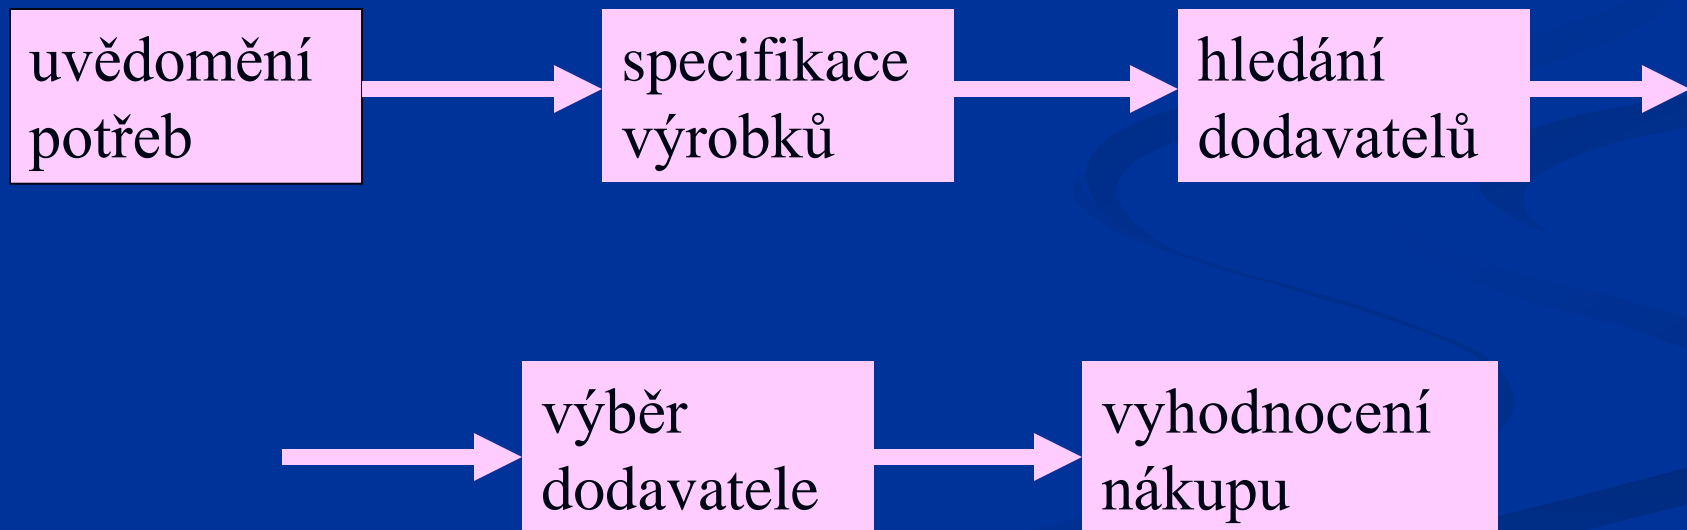 uvědomění
potřeb
specifikace
výrobků
hledání
dodavatelů
výběr
dodavatele
vyhodnocení
nákupu